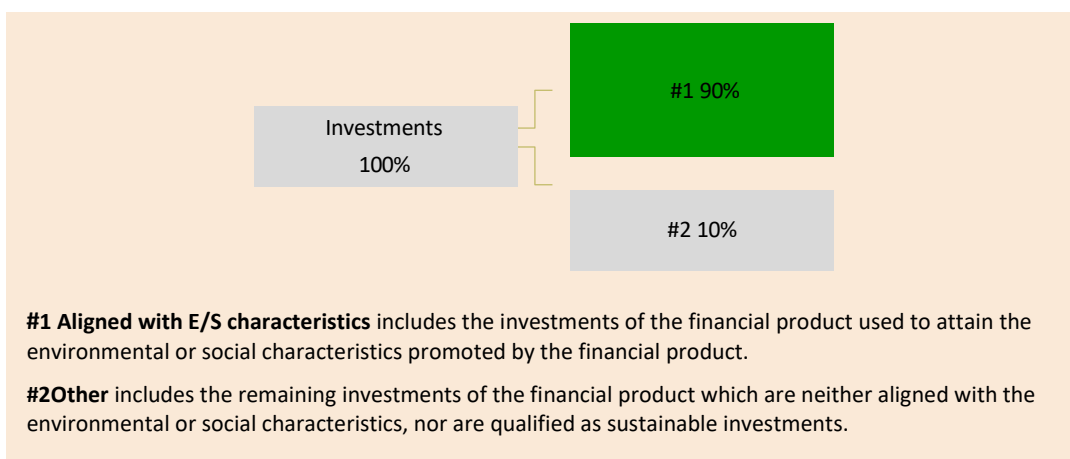 #1 90%
Investments
100%
#2 10%
#1 Aligned with E/S characteristics includes the investments of the financial product used to attain the
environmental or social characteristics promoted by the financial product.
#2Other includes the remaining investments of the financial product which are neither aligned with the
environmental or social characteristics, nor are qualified as sustainable investments.